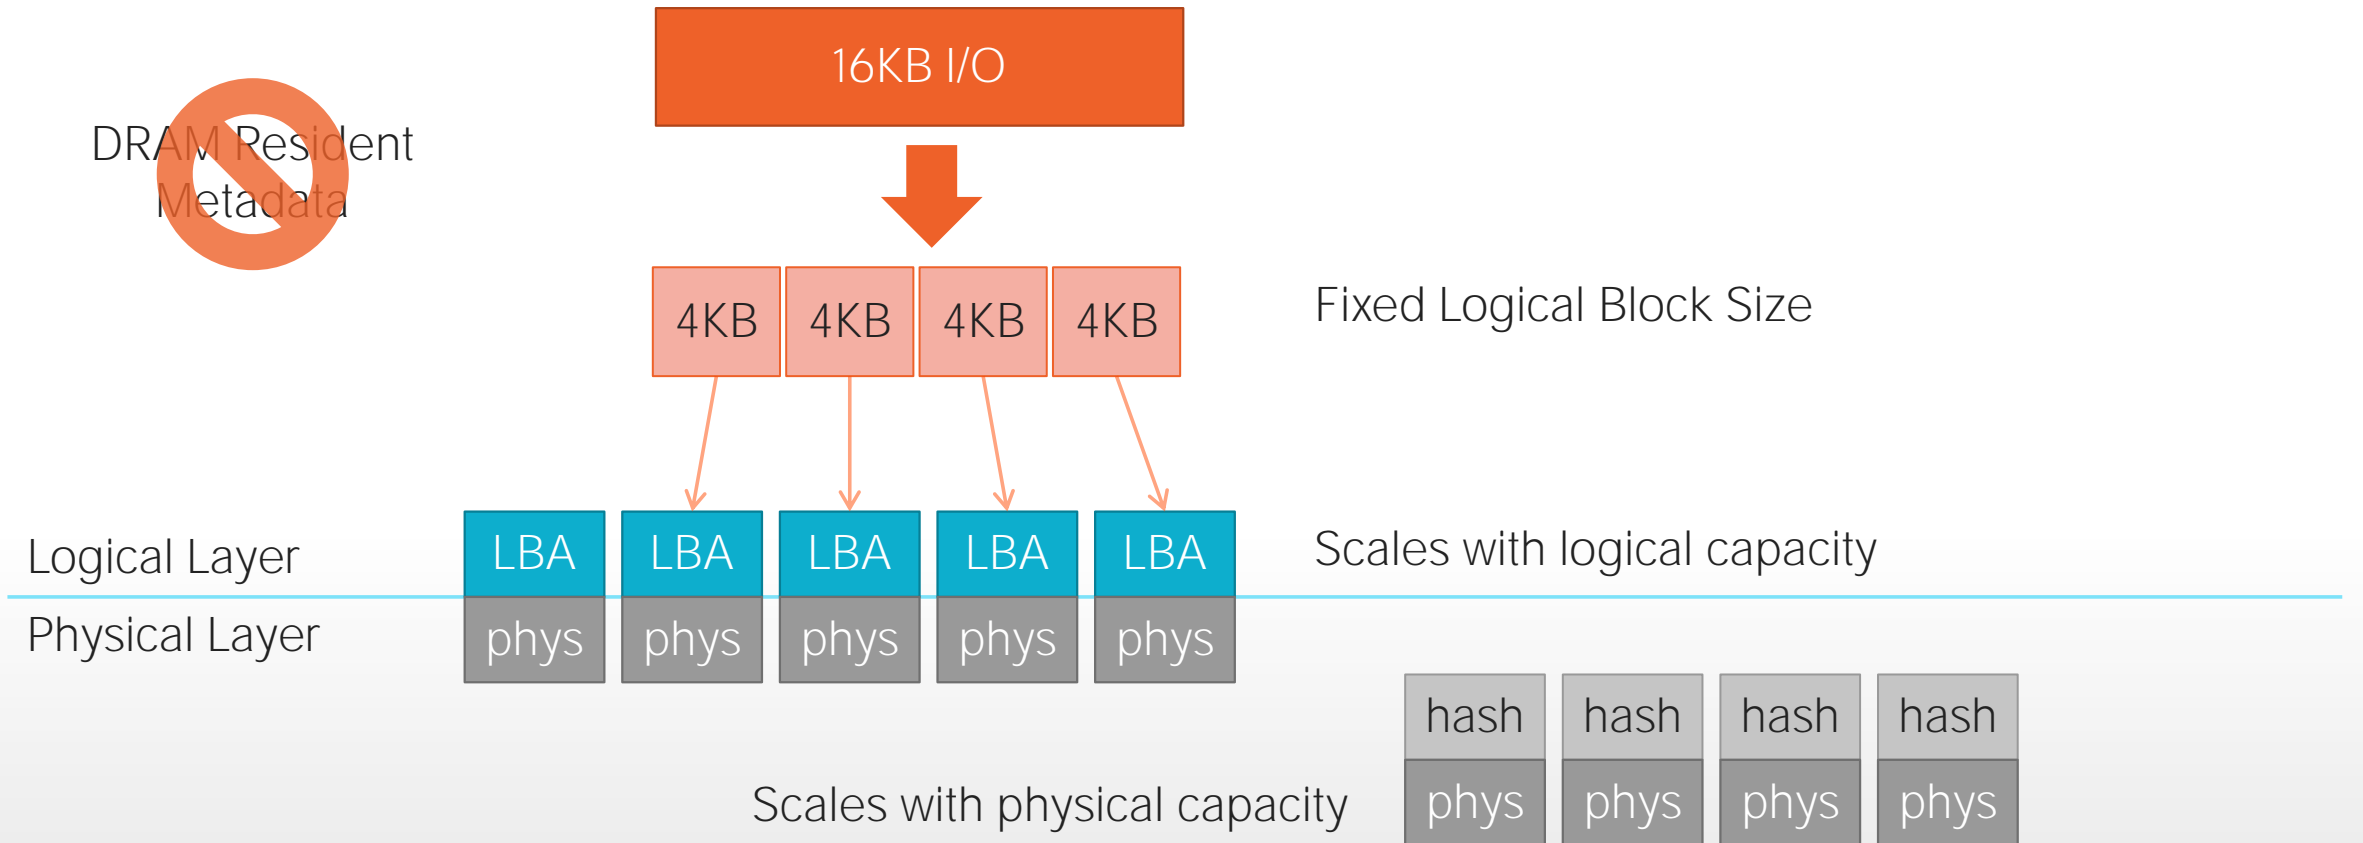 16KB I/O
DRAM Resident
Metadata
4KB 4KB 4KB 4KB
Fixed Logical Block Size
Logical Layer
LBA LBA LBA LBA LBA
Scales with logical capacity
Physical Layer
phys phys phys phys phys
hash hash hash hash
Scales with physical capacity
phys phys phys phys